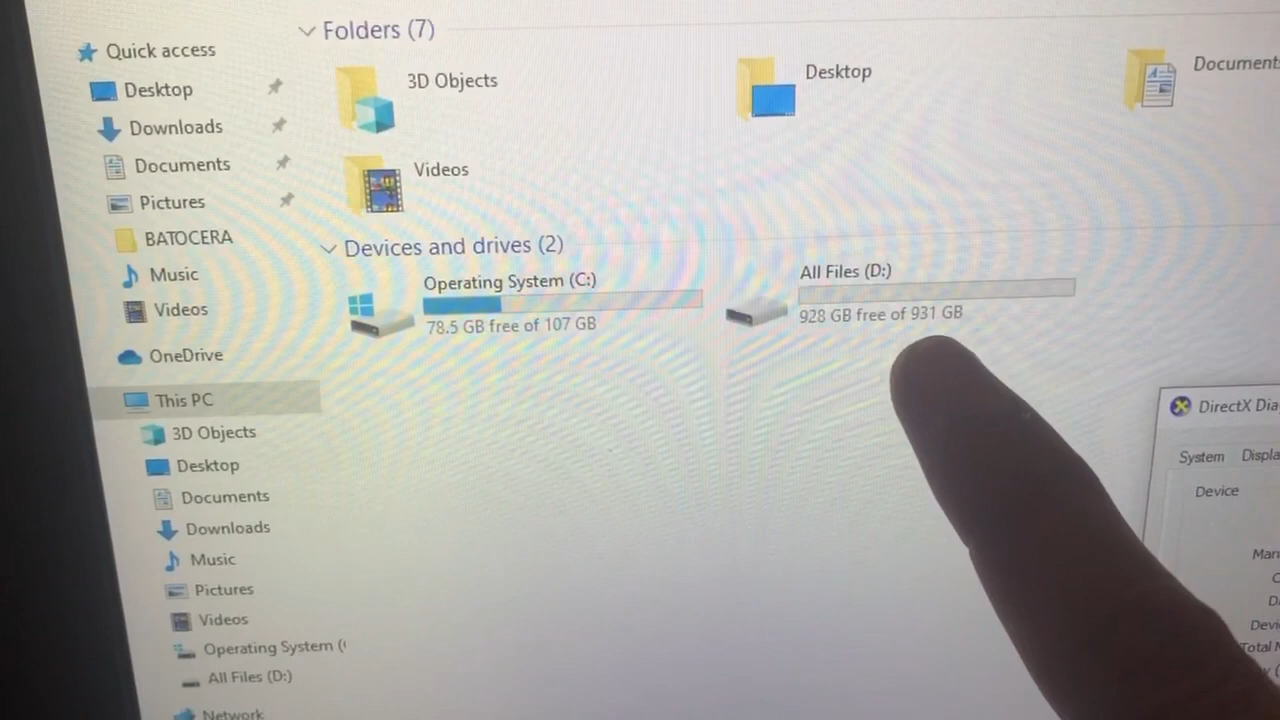 Quick access
Desktop
Downloads
Documents
Pictures
BATOCERA
Music
Videos
OneDrive
This PC
3D Objects
Desktop
Documents
Downloads
Music
Pictures
Videos
Operating System (
All Files (D:)
Network
Folders (7)
3D Objects
Desktop
Document
Videos
Devices and drives (2)
Operating System (C:)
78.5 GB free of 107 GB
All Files (D:)
928 GB free of 931 GB
DirectX Dia
System Displa
Device